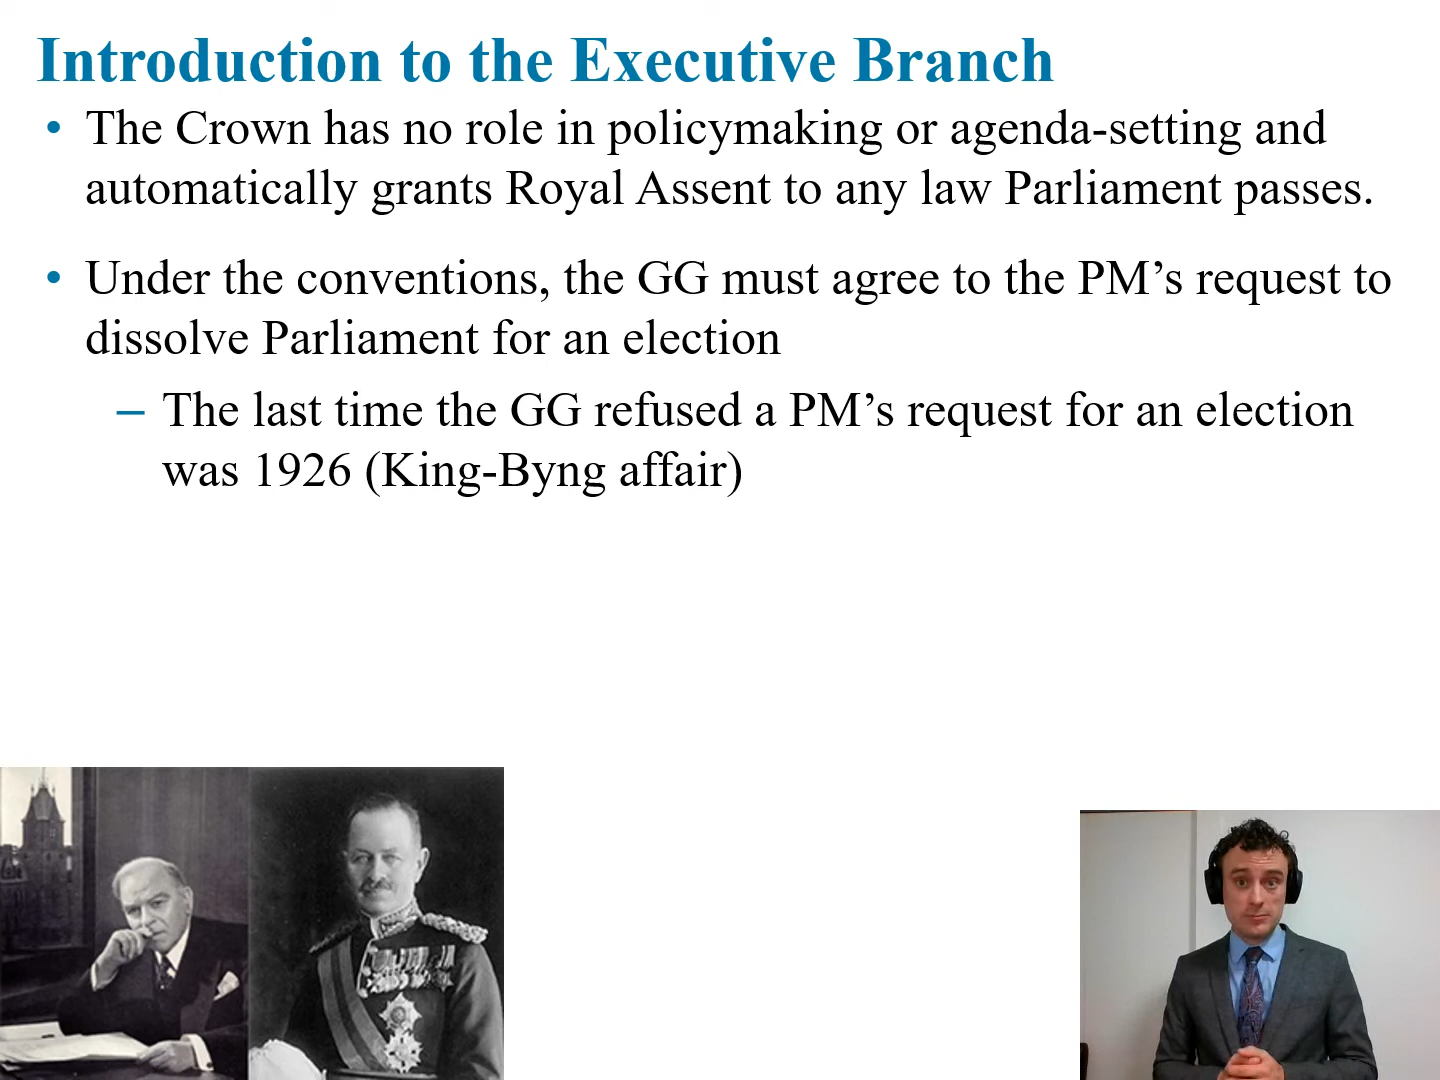 Introduction to the Executive Branch
• The Crown has no role in policymaking or agenda-setting and
automatically grants Royal Assent to any law Parliament passes.
• Under the conventions, the GG must agree to the PM’s request to
dissolve Parliament for an election
– The last time the GG refused a PM’s request for an election
was 1926 (King-Byng affair)